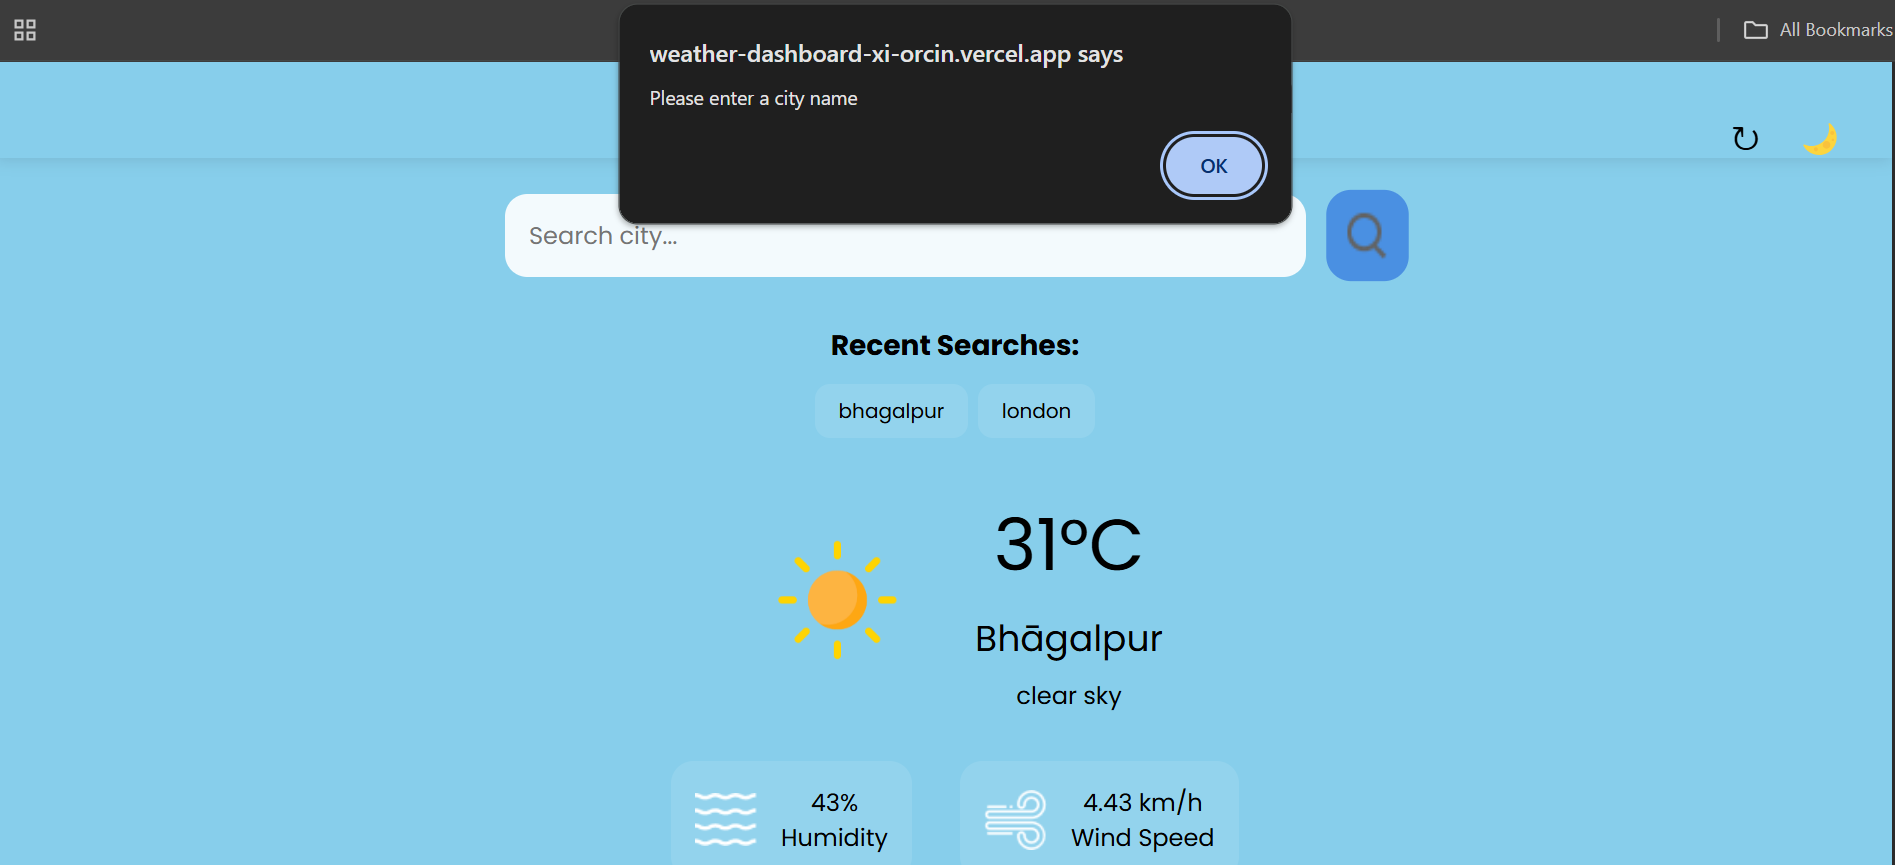 All Bookmarks
weather-dashboard-xi-orcin.vercel.app says
Please enter a city name
OK
Search city...
Recent Searches:
bhagalpur
london
31°C
Bhāgalpur
clear sky
43%
Humidity
4.43 km/h
Wind Speed